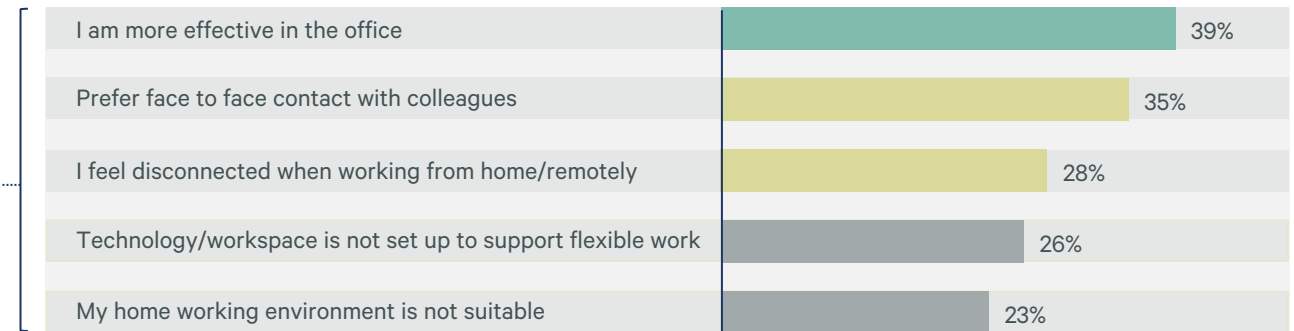 I am more effective in the office 39%
Prefer face to face contact with colleagues 35%
I feel disconnected when working from home/remotely 28%
Technology/workspace is not set up to support flexible work 26%
My home working environment is not suitable 23%